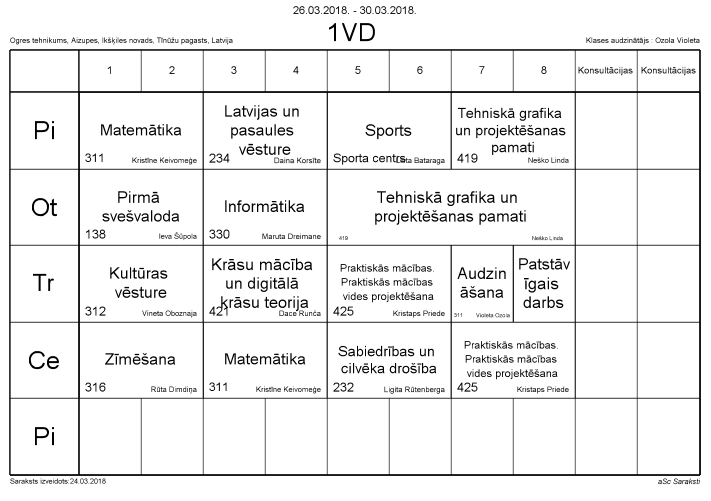 26.03.2018. - 30.03.2018.
1VD
Ogres tehnikums, Aizupes, Ikšķiles novads, Tīnūžu pagasts, Latvija
Klases audzinātājs : Ozola Violeta
1 2 3 4 5 6 7 8 Konsultācijas Konsultācijas
Pi
Matemātika
311 Kristīne Keivomeģe
Latvijas un
pasaules
vēsture
234 Daina Korsīte
Sports
Sporta centrs Bataraga
Tehniskā grafika
un projektēšanas
pamati
419 Neško Linda
Ot
Pirmā
svešvaloda
138 Ieva Šūpola
Informātika
330 Maruta Dreimane
Tehniskā grafika un
projektēšanas pamati
419 Neško Linda
Tr
Kultūras
vēsture
312 Vineta Oboznaja
Krāsu mācība
un digitālā
krāsu teorija
421 Dace Runča
Praktiskās mācības.
Praktiskās mācības
vides projektēšana
425 Kristaps Priede
Audzin
āšana
311 Violeta Ozola
Patstāv
īgais
darbs
Ce
Zīmēšana
316 Rūta Dimdiņa
Matemātika
311 Kristīne Keivomeģe
Sabiedrības un
cilvēka drošība
232 Ligita Rūtenberga
Praktiskās mācības.
Praktiskās mācības
vides projektēšana
425 Kristaps Priede
Pi
Saraksts izveidots:24.03.2018
aSc Saraksti